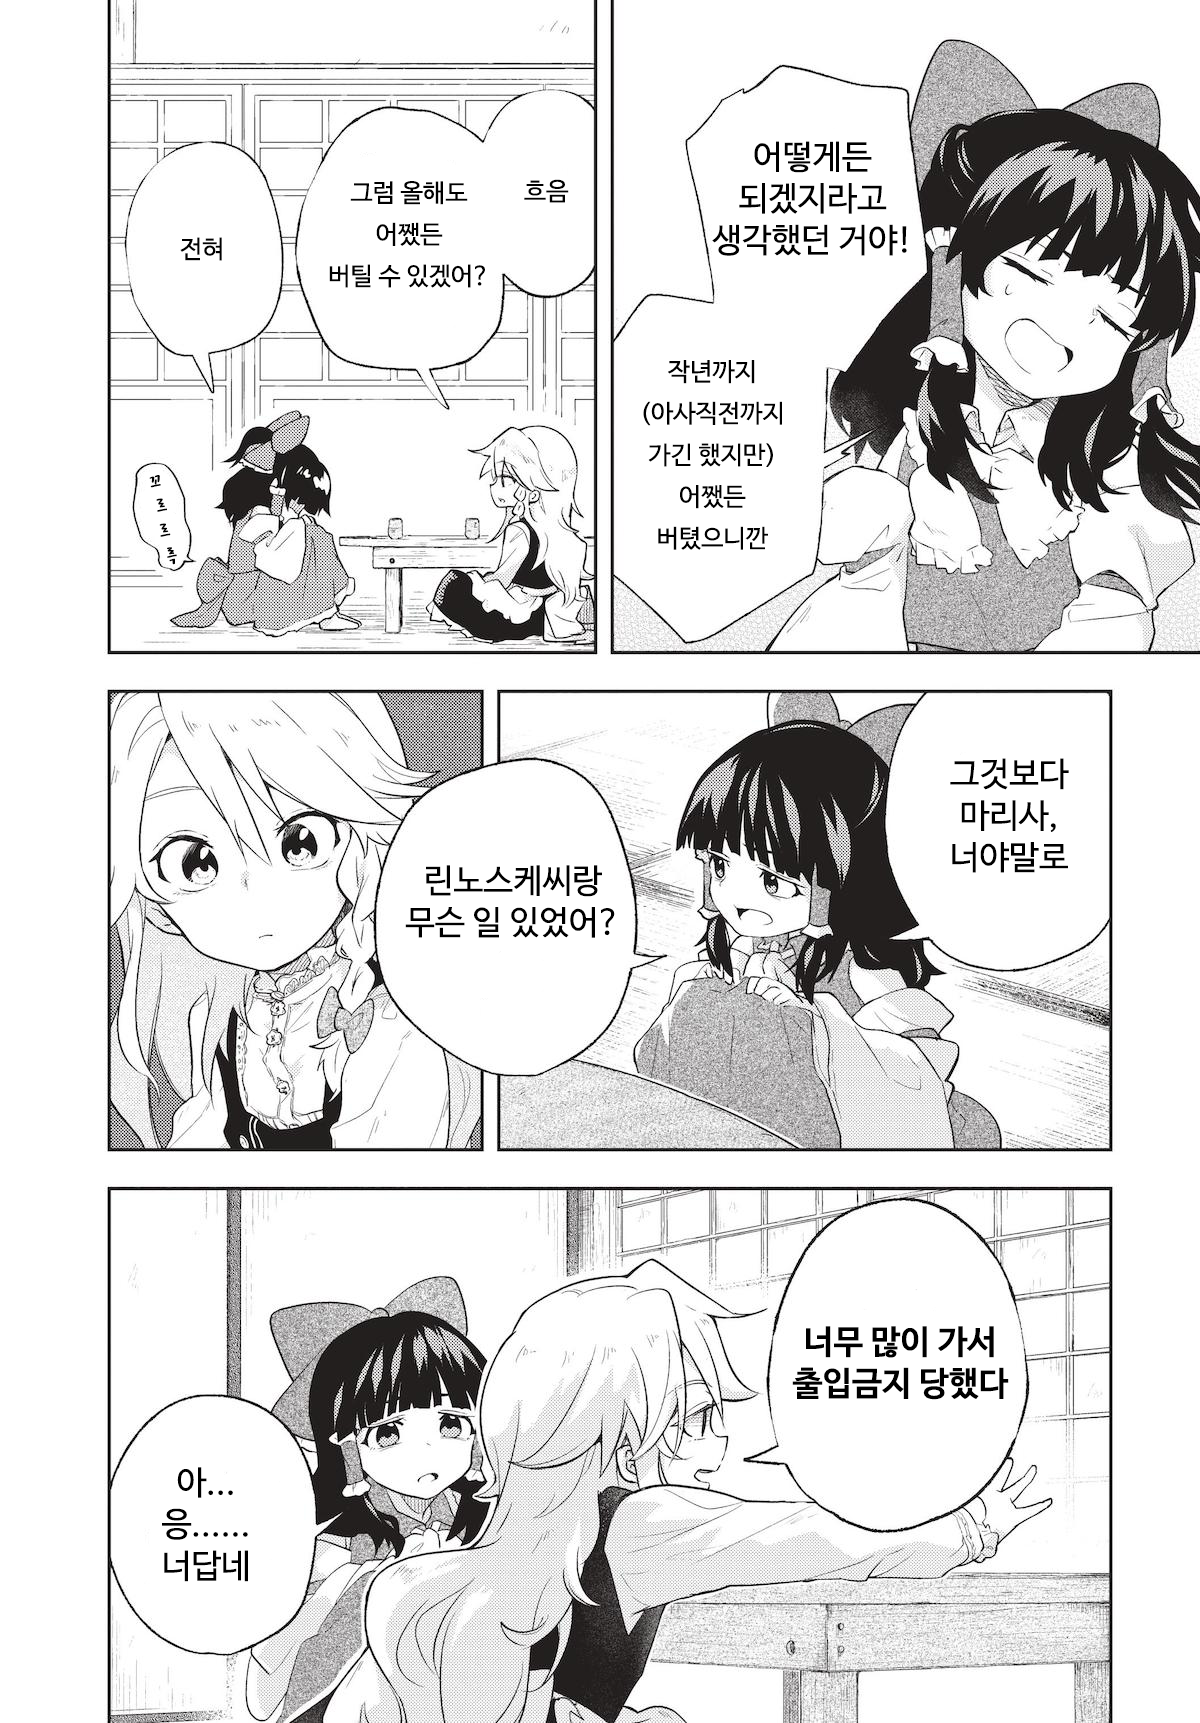 어떻게든
되겠지라고
생각했던 거야!
작년까지
(아사직전까지
가긴 했지만)
어쨌든
버텼으니깐
흐음
그럼 올해도
어쨌든
버틸 수 있겠어?
전혀
꼬르르륵
그것보다
마리사,
너야말로
린노스케씨랑
무슨 일 있었어?
너무 많이 가서
출입금지 당했다
아...
응......
너답네